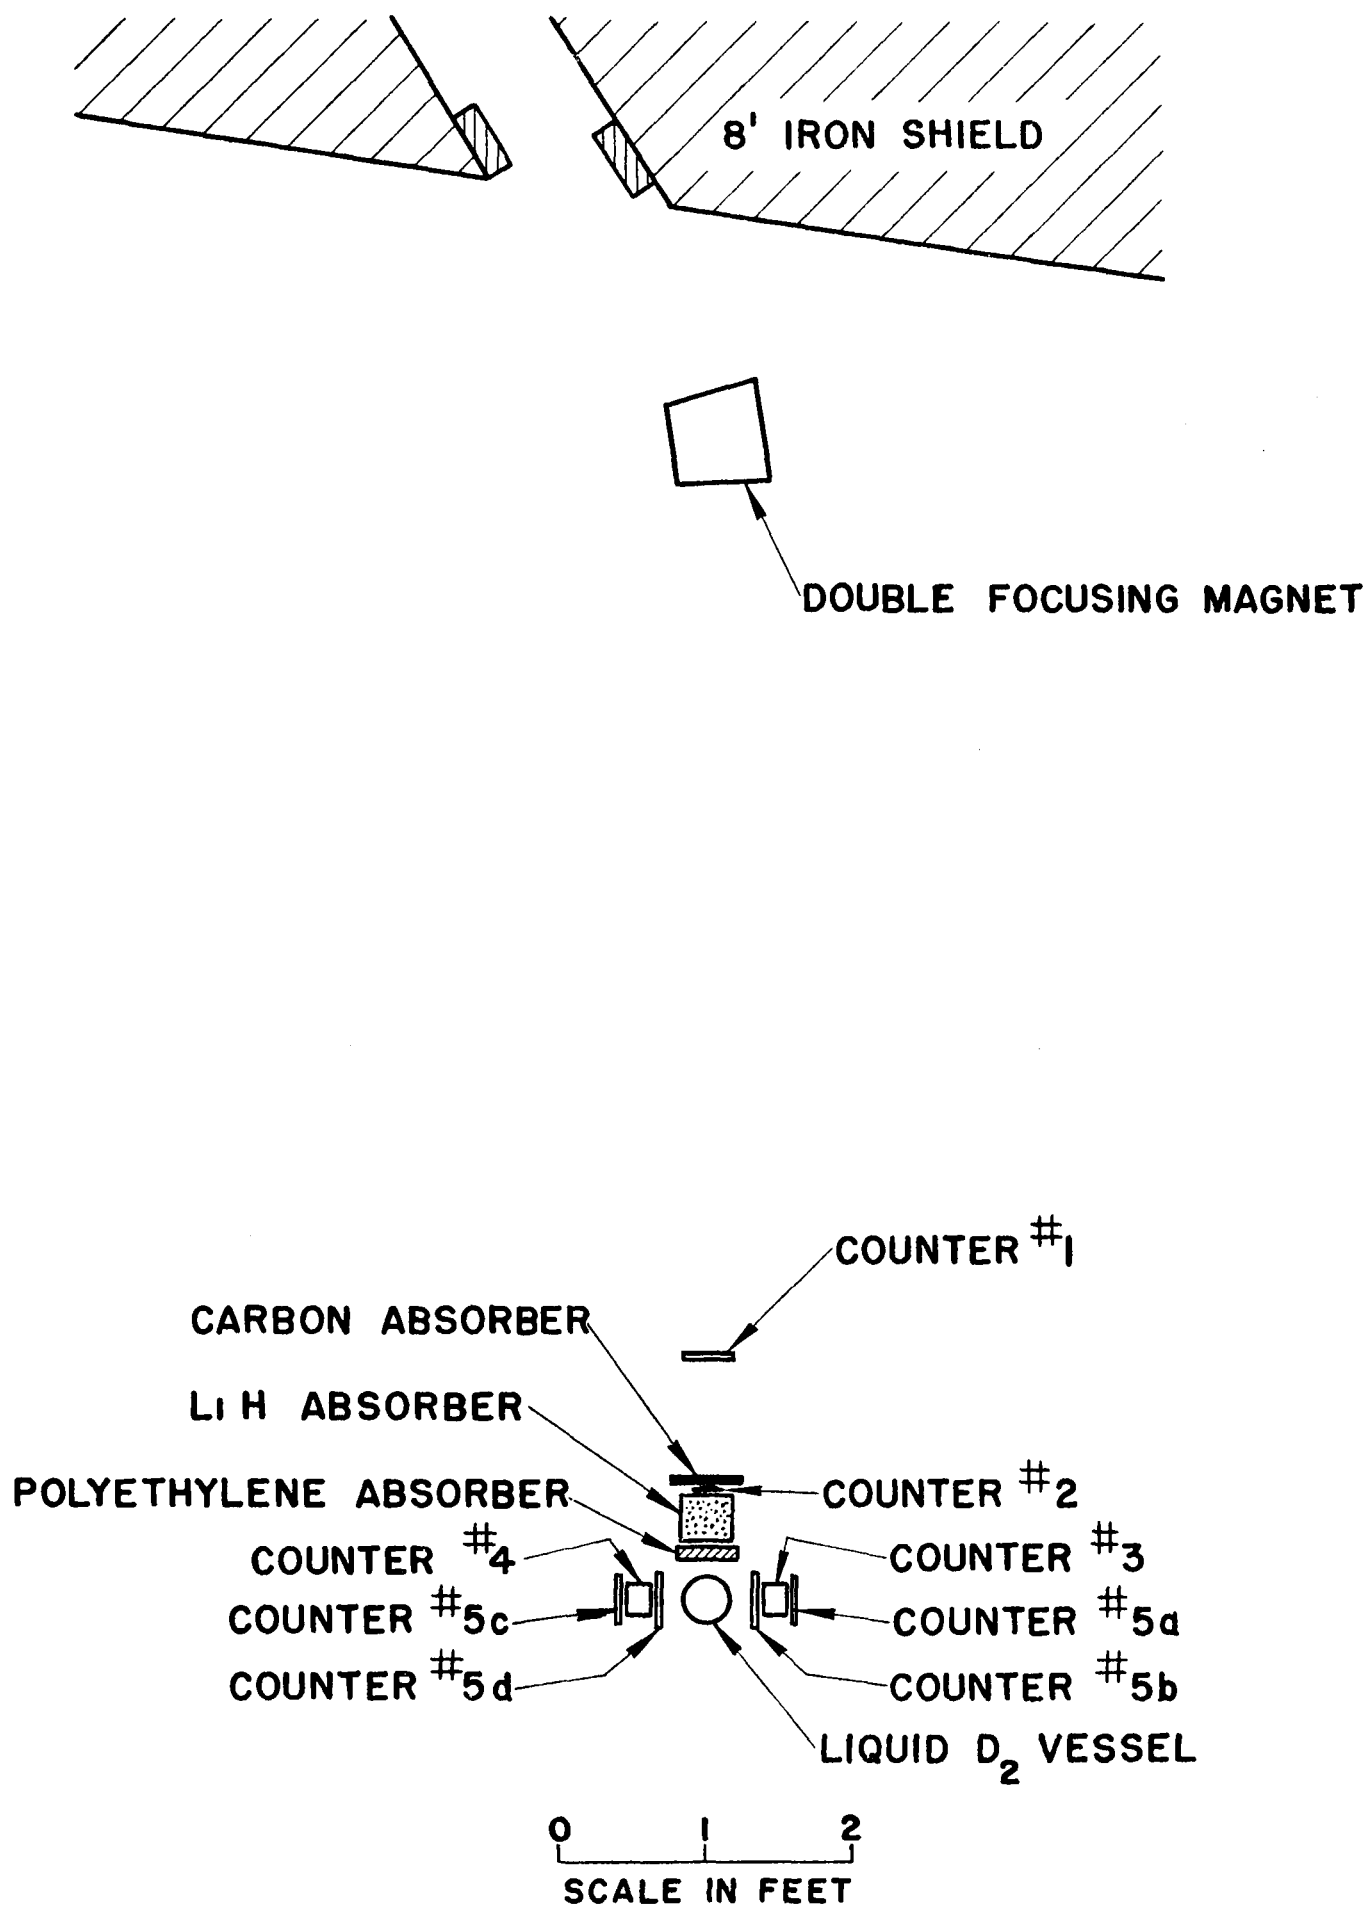 8' IRON SHIELD
DOUBLE FOCUSING MAGNET
COUNTER #1
CARBON ABSORBER
Li H ABSORBER
POLYETHYLENE ABSORBER
COUNTER #2
COUNTER #4
COUNTER #3
COUNTER #5c
COUNTER #5a
COUNTER #5d
COUNTER #5b
LIQUID D2 VESSEL
0 1 2
SCALE IN FEET